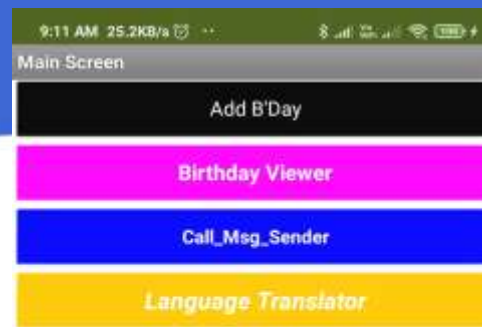 9:11 AM 25.2KB/s
Main Screen
Add B'Day
Birthday Viewer
Call_Msg_Sender
Language Translator